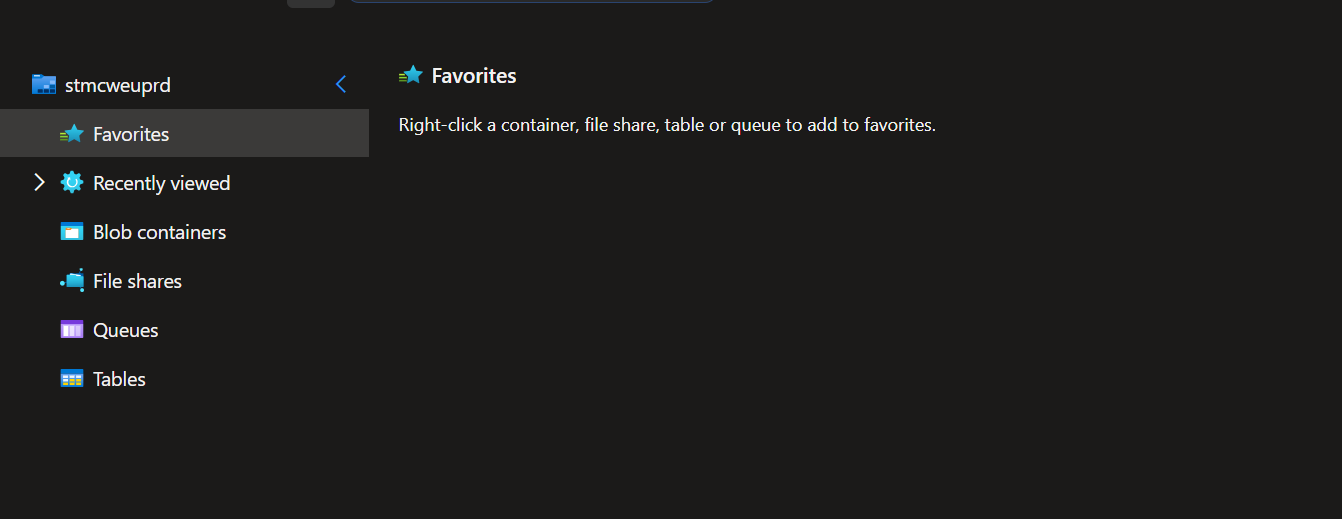 stmcweuprd
Favorites
Recently viewed
Blob containers
File shares
Queues
Tables
Favorites
Right-click a container, file share, table or queue to add to favorites.